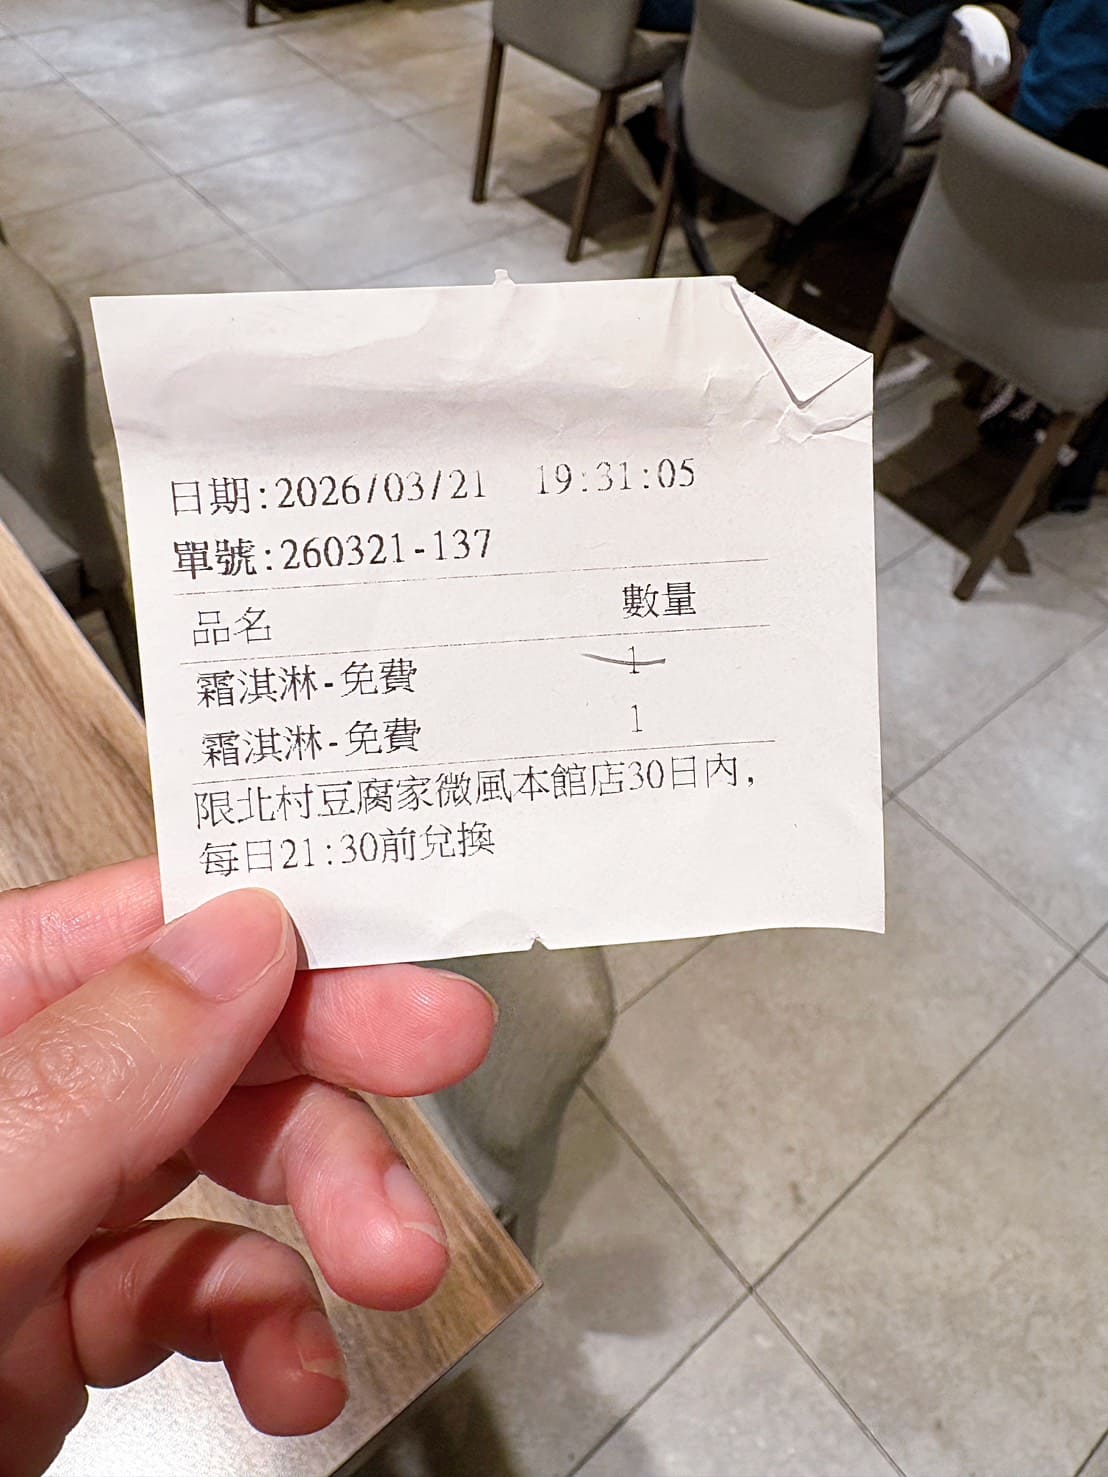 日期:2026/03/21 19:31:05
單號:260321-137
品名 數量
霜淇淋-免費 1
霜淇淋-免費 1
限北村豆腐家微風本館店30日內,
每日21:30前兌換